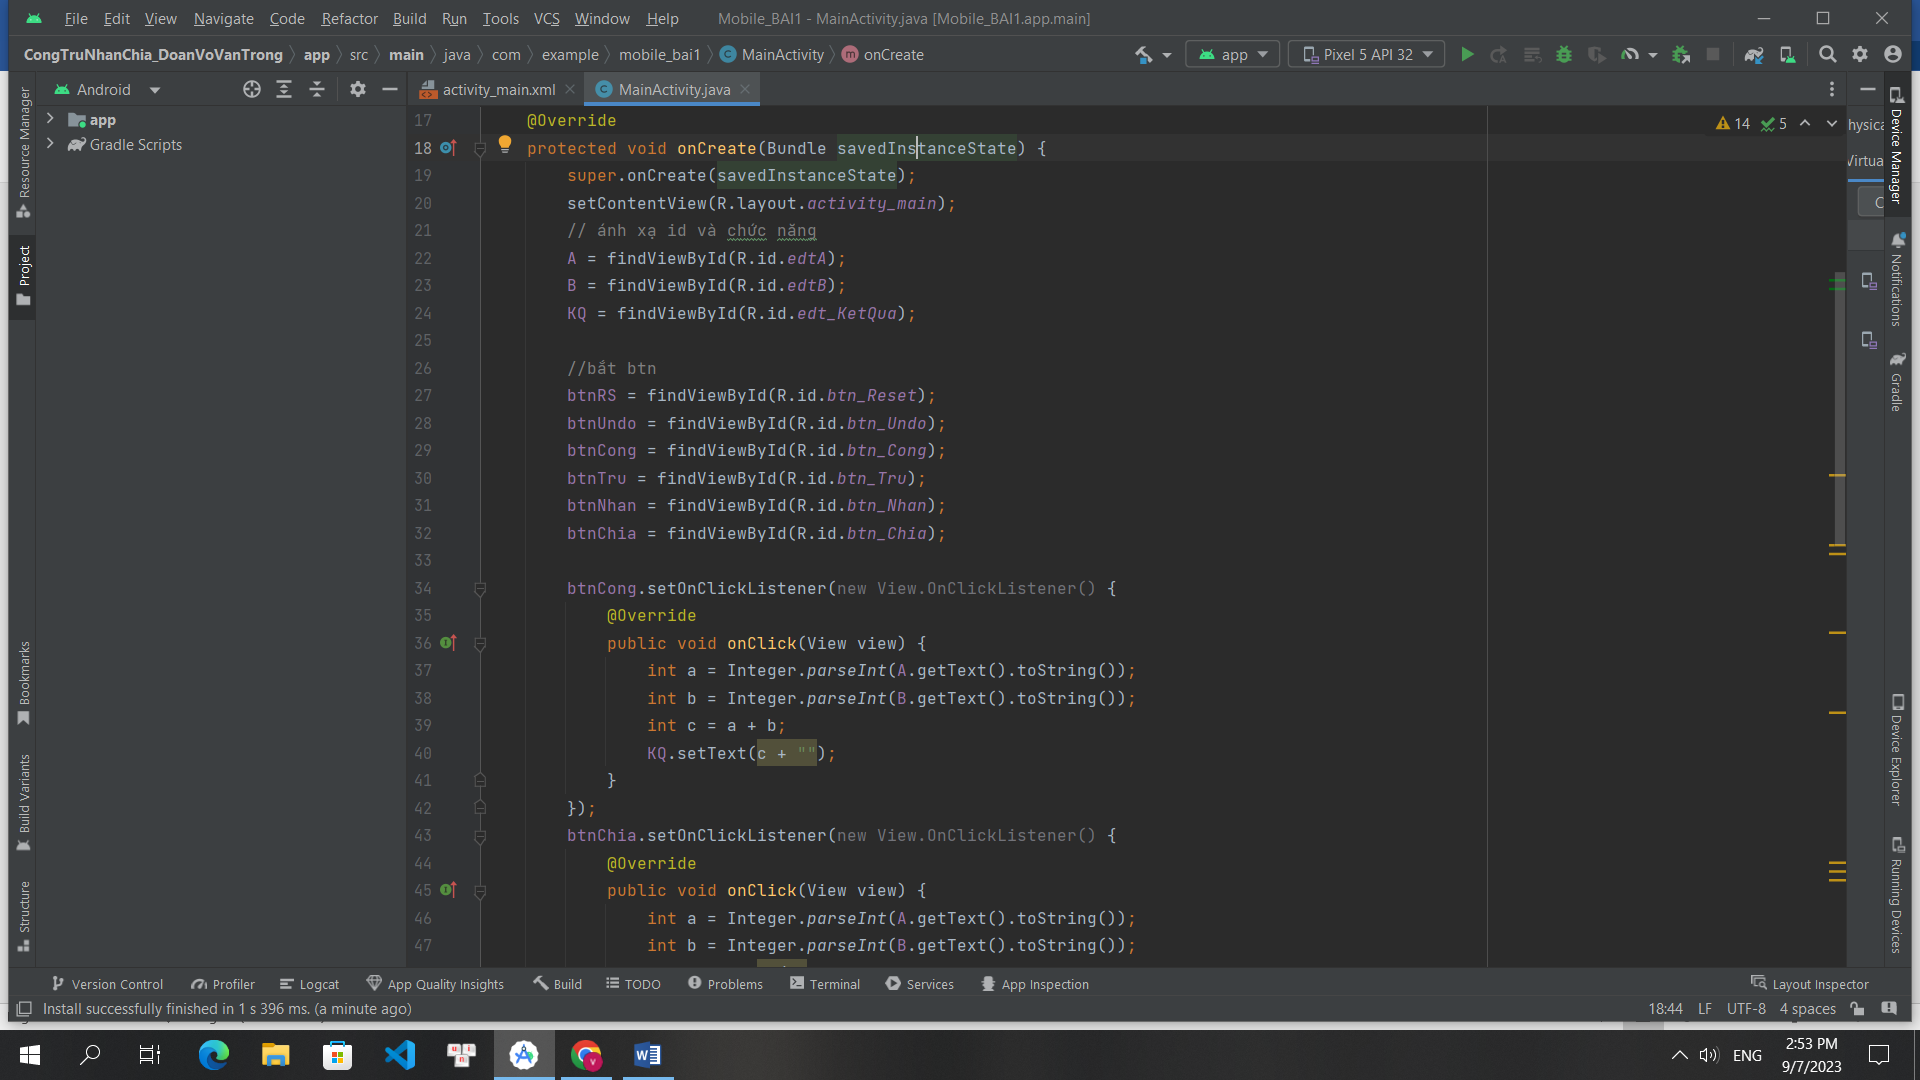 File Edit View Navigate Code Refactor Build Run Tools VCS Window Help Mobile_BAI1 - MainActivity.java [Mobile_BAI1.app.main]
CongTruNhanChia_DoanVoVanTrong app src main java com example mobile_bai1 MainActivity onCreate app Pixel 5 API 32
Android activity_main.xml MainActivity.java
app
Gradle Scripts
Resource Manager
Project
Bookmarks
Build Variants
Structure
17 @Override
18 protected void onCreate(Bundle savedInstanceState) {
19 super.onCreate(savedInstanceState);
20 setContentView(R.layout.activity_main);
21 // ánh xạ id và chức năng
22 A = findViewById(R.id.edtA);
23 B = findViewById(R.id.edtB);
24 KQ = findViewById(R.id.edt_KetQua);
25
26 //bắt btn
27 btnRS = findViewById(R.id.btn_Reset);
28 btnUndo = findViewById(R.id.btn_Undo);
29 btnCong = findViewById(R.id.btn_Cong);
30 btnTru = findViewById(R.id.btn_Tru);
31 btnNhan = findViewById(R.id.btn_Nhan);
32 btnChia = findViewById(R.id.btn_Chia);
33
34 btnCong.setOnClickListener(new View.OnClickListener() {
35 @Override
36 public void onClick(View view) {
37 int a = Integer.parseInt(A.getText().toString());
38 int b = Integer.parseInt(B.getText().toString());
39 int c = a + b;
40 KQ.setText(c + "");
41 }
42 });
43 btnChia.setOnClickListener(new View.OnClickListener() {
44 @Override
45 public void onClick(View view) {
46 int a = Integer.parseInt(A.getText().toString());
47 int b = Integer.parseInt(B.getText().toString());
14 5
hysica
Virtua
C
Device Manager
Notifications
Gradle
Device Explorer
Running Devices
Version Control Profiler Logcat App Quality Insights Build TODO Problems Terminal Services App Inspection Layout Inspector
Install successfully finished in 1 s 396 ms. (a minute ago) 18:44 LF UTF-8 4 spaces
ENG 2:53 PM
9/7/2023